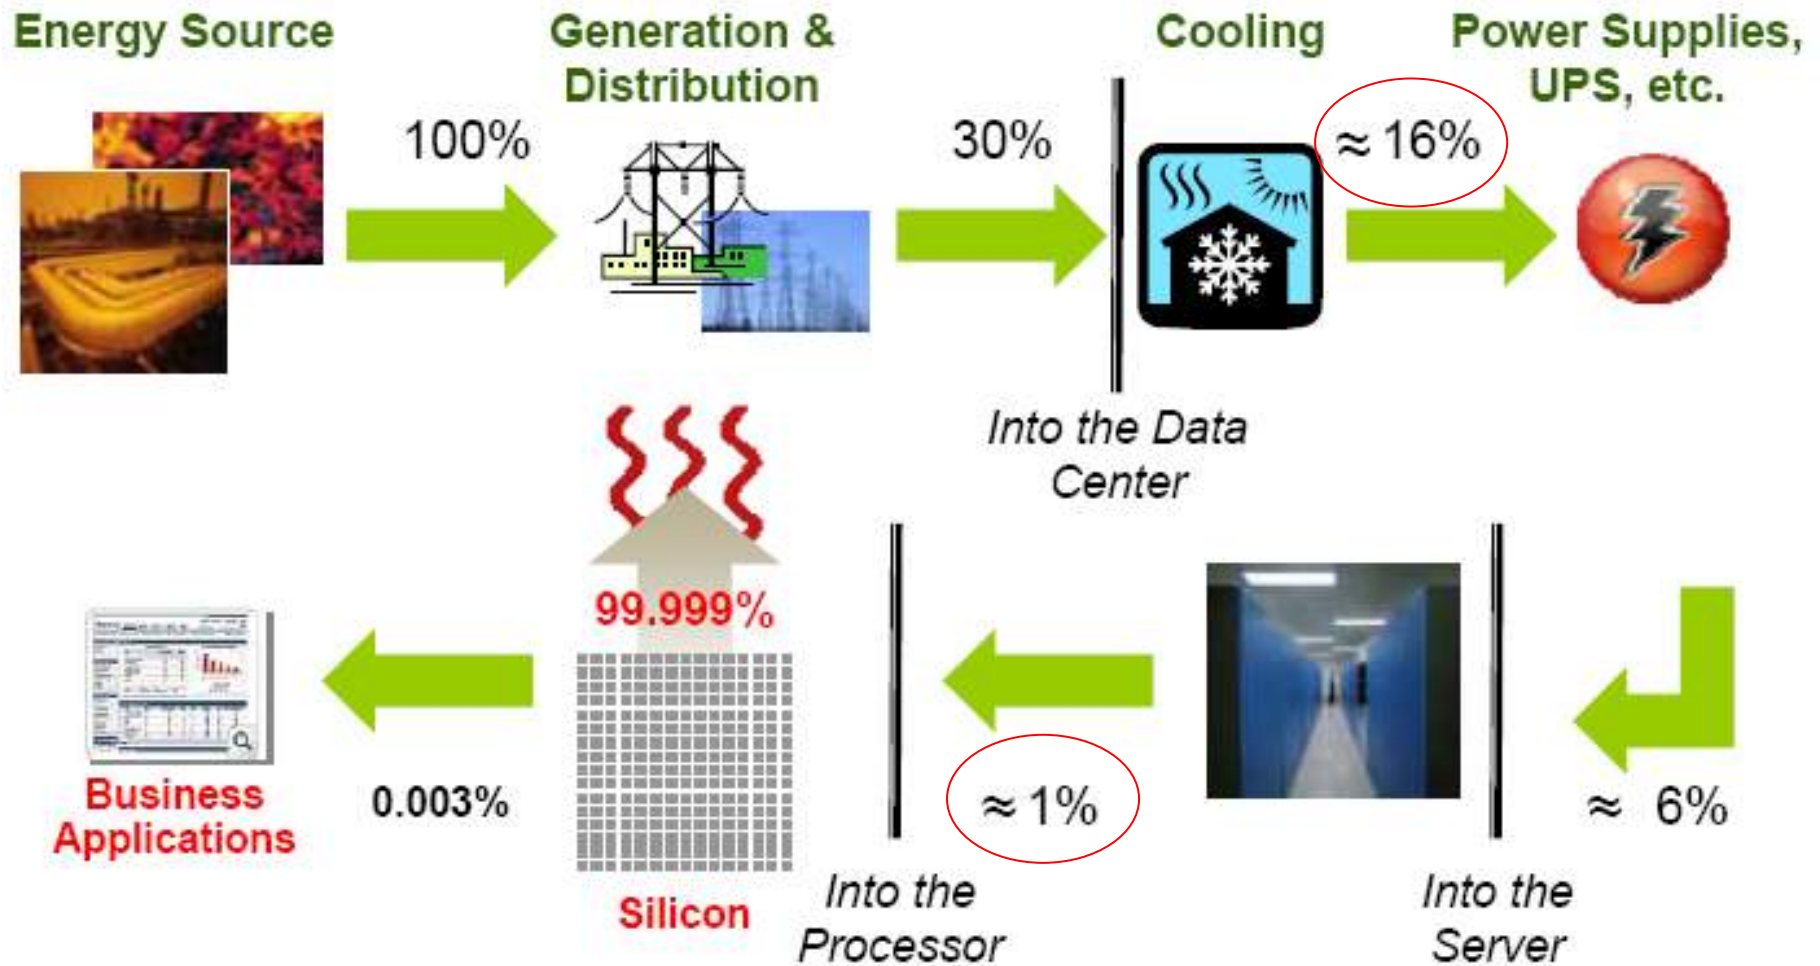 Energy Source
Generation &
Distribution
Cooling
Power Supplies,
UPS, etc.
100%
30%
≈ 16%
Into the Data
Center
≈ 6%
Into the
Server
≈ 1%
Into the
Processor
99.999%
Silicon
0.003%
Business
Applications